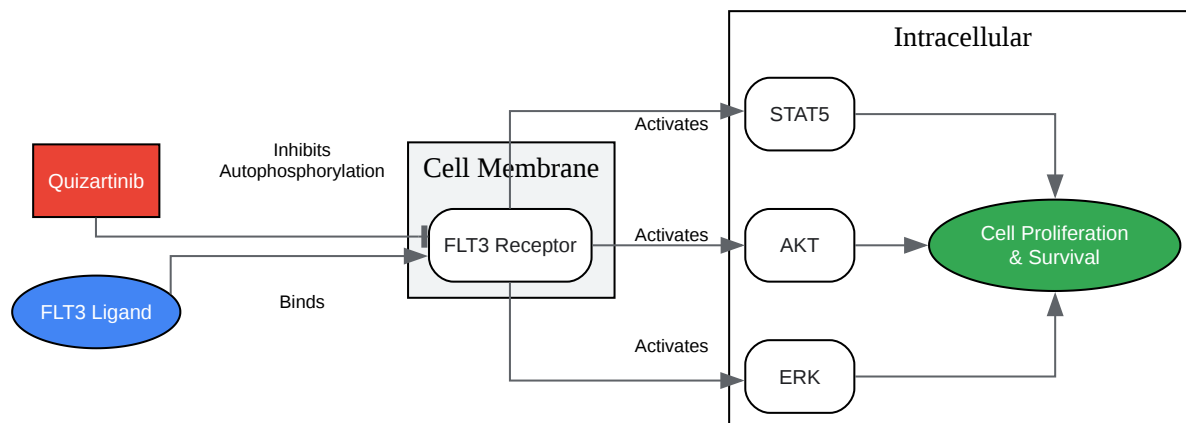 Intracellular
STAT5
Activates
Inhibits
Autophosphorylation
Cell Membrane
Quizartinib
FLT3 Receptor
Activates
AKT
Cell Proliferation
& Survival
Binds
FLT3 Ligand
Activates
ERK